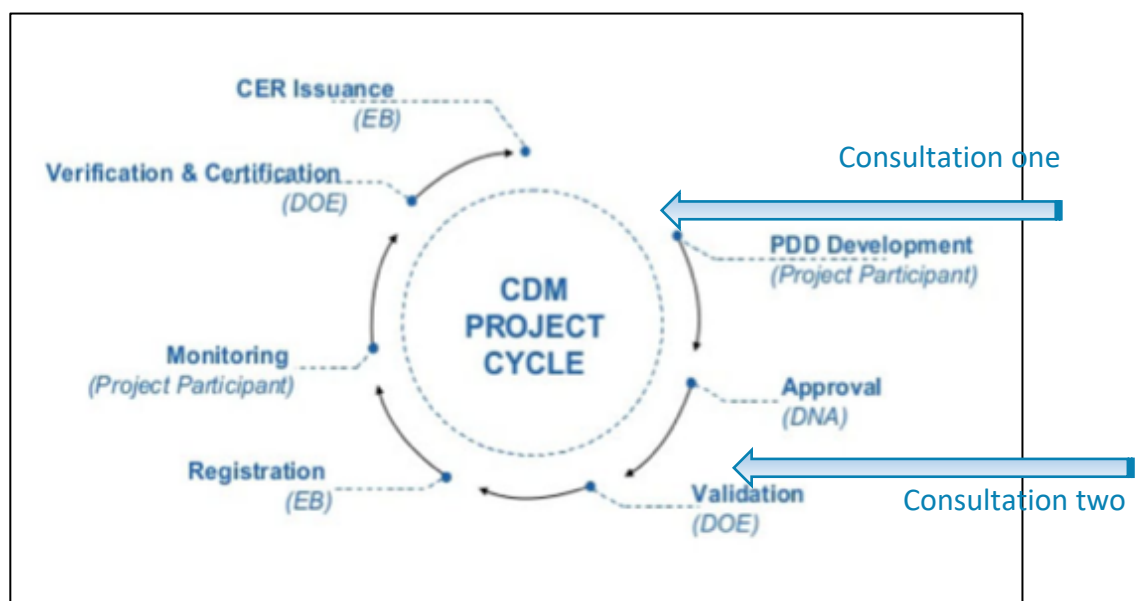 CER Issuance
(EB)
Verification & Certification
(DOE)
Consultation one
PDD Development
(Project Participant)
CDM
PROJECT
CYCLE
Monitoring
(Project Participant)
Approval
(DNA)
Registration
(EB)
Validation
(DOE)
Consultation two